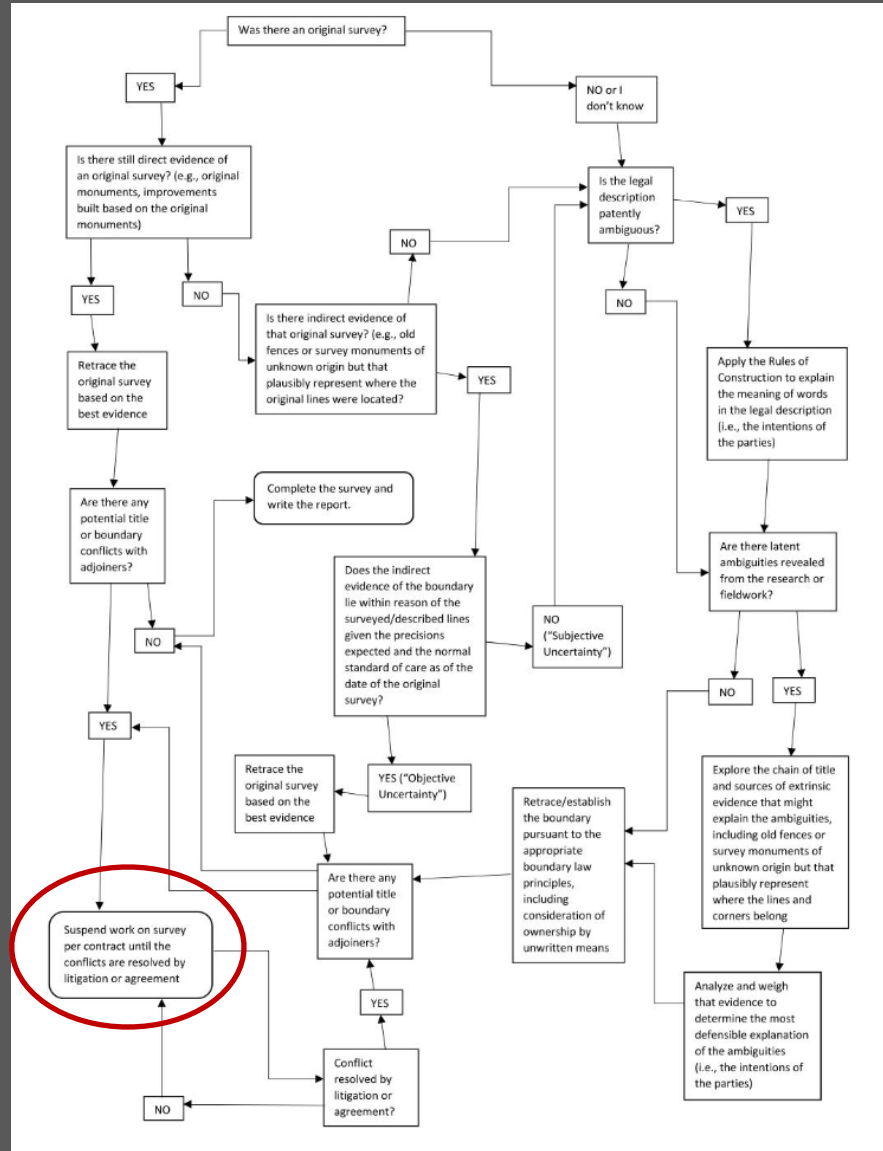 Was there an original survey?
YES
NO or I
don't know
Is there still direct evidence of
an original survey? (e.g., original
monuments, improvements
built based on the original
monuments)
Is the legal
description
patently
ambiguous?
YES
NO
YES
NO
NO
Is there indirect evidence of
that original survey? (e.g., old
fences or survey monuments of
unknown origin but that
plausibly represent where the
original lines were located?
YES
Retrace the
original survey
based on the
best evidence
Apply the Rules of
Construction to explain
the meaning of words
in the legal description
(i.e., the intentions of
the parties)
Complete the survey and
write the report.
Are there any
potential title
or boundary
conflicts with
adjoiners?
Are there latent
ambiguities revealed
from the research or
fieldwork?
Does the indirect
evidence of the boundary
lie within reason of the
surveyed/described lines
given the precisions
expected and the normal
standard of care as of the
date of the original
survey?
NO
("Subjective
Uncertainty")
NO
NO
YES
YES
Retrace the
original survey
based on the
best evidence
YES ("Objective
Uncertainty")
Explore the chain of title
and sources of extrinsic
evidence that might
explain the ambiguities,
including old fences or
survey monuments of
unknown origin but that
plausibly represent
where the lines and
corners belong
Retrace/establish
the boundary
pursuant to the
appropriate
boundary law
principles,
including
consideration of
ownership by
unwritten means
Are there any
potential title
or boundary
conflicts with
adjoiners?
Suspend work on survey
per contract until the
conflicts are resolved by
litigation or agreement
YES
Analyze and weigh
that evidence to
determine the most
defensible explanation
of the ambiguities
(i.e., the intentions of
the parties)
Conflict
resolved by
litigation or
agreement?
NO